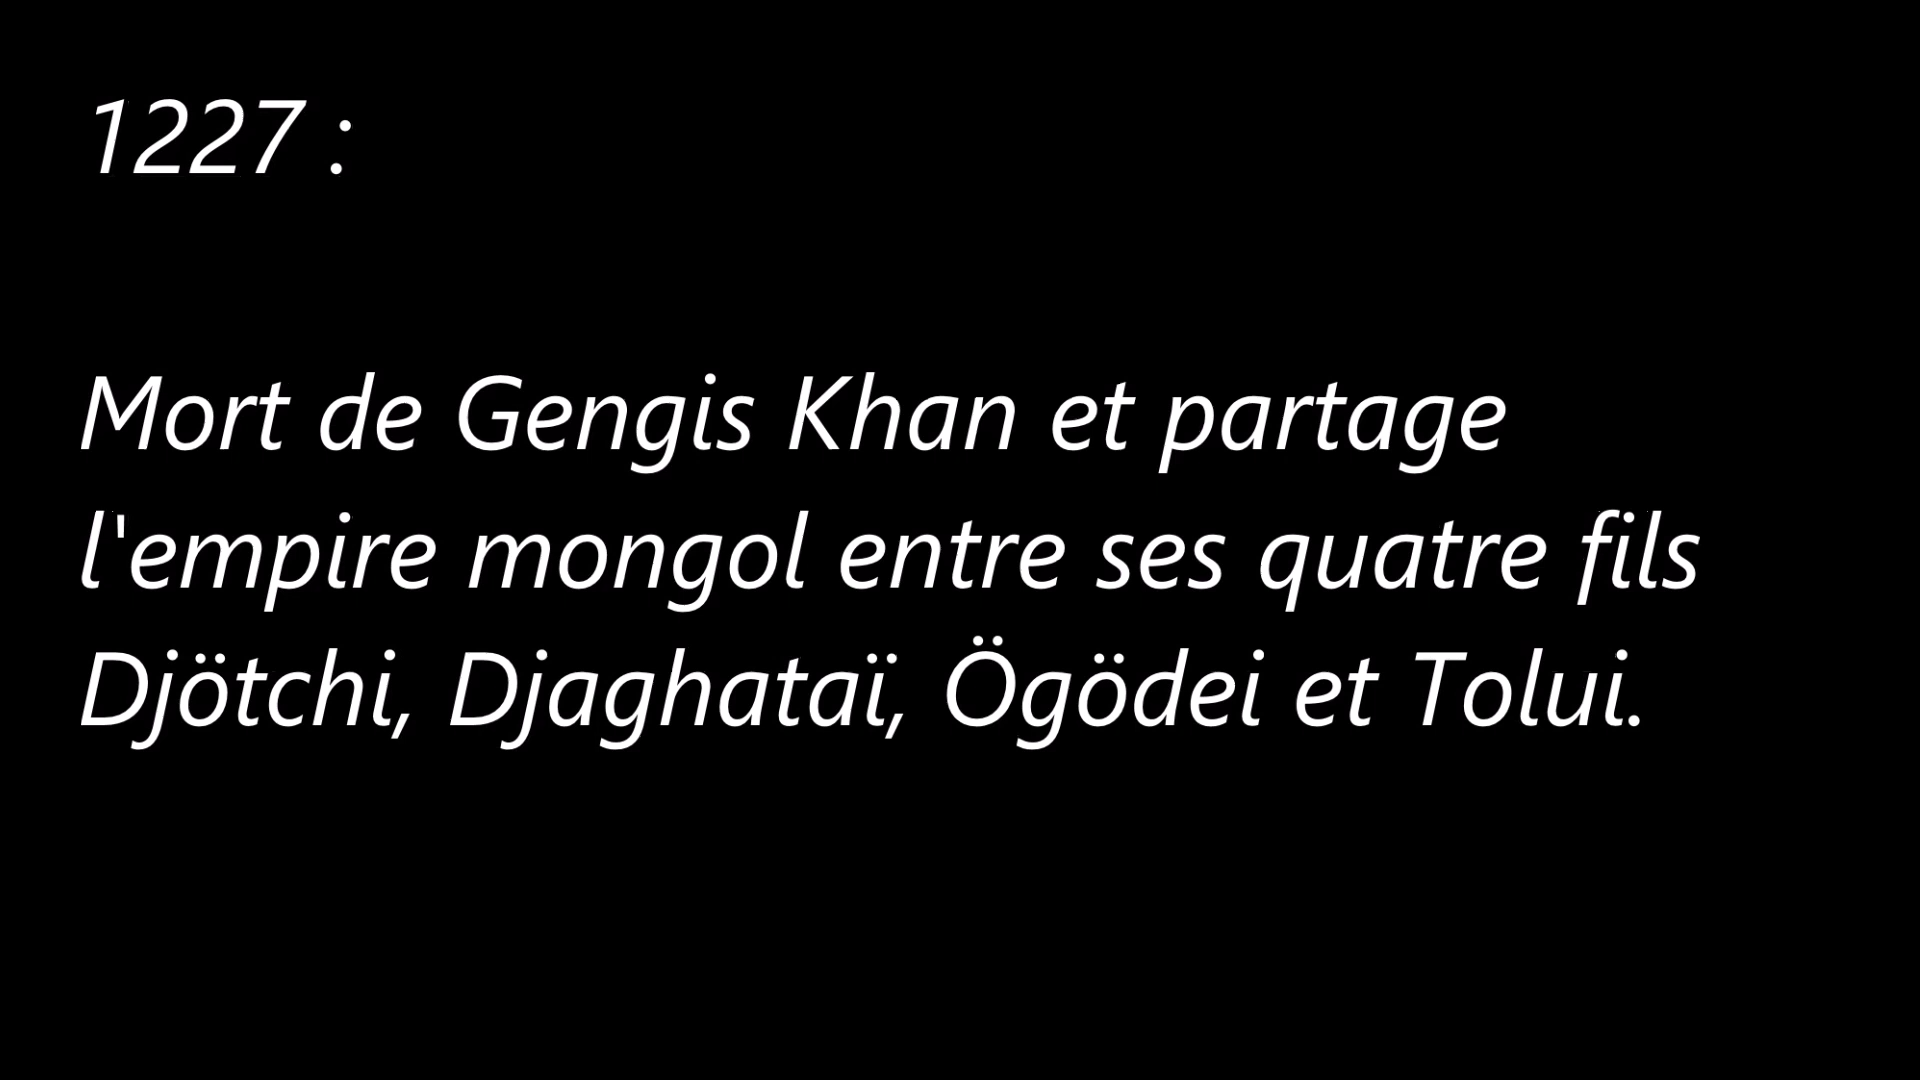 1227 :
Mort de Gengis Khan et partage
l'empire mongol entre ses quatre fils
Djötchi, Djaghataï, Ögödei et Tolui.